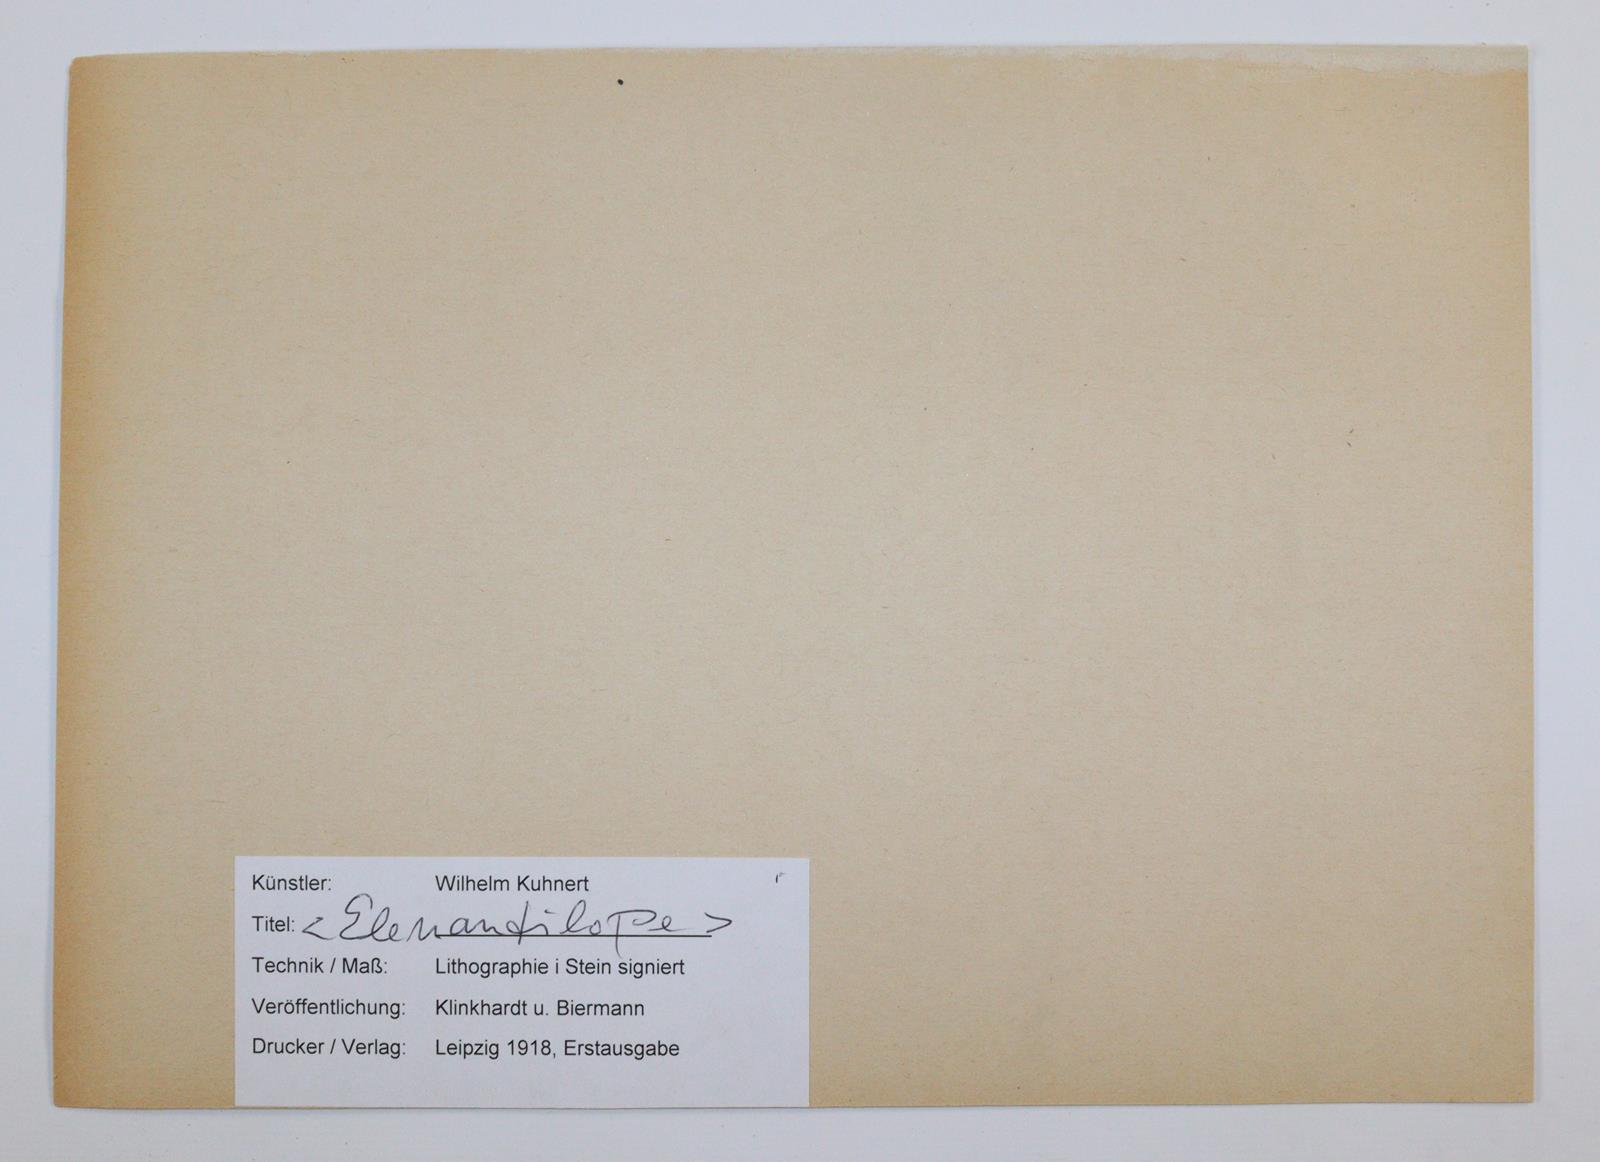 Künstler: Wilhelm Kuhnert
Titel: <Elenantilope>
Technik / Maß: Lithographie i Stein signiert
Veröffentlichung: Klinkhardt u. Biermann
Drucker / Verlag: Leipzig 1918, Erstausgabe